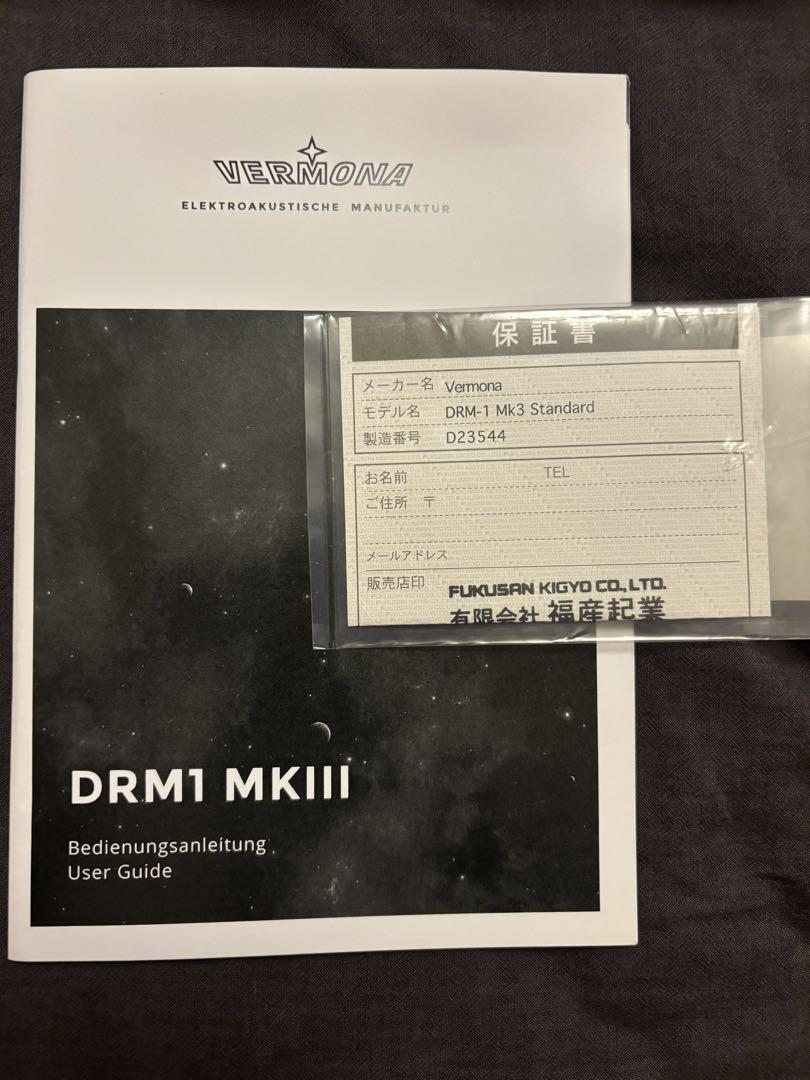 VERMONA
ELEKTROAKUSTISCHE MANUFAKTUR
保証書
メーカー名 Vermona
モデル名 DRM-1 Mk3 Standard
製造番号 D23544
お名前 TEL
ご住所 〒
メールアドレス
販売店印 FUKUSAN KIGYO CO.,LTD.
有限会社 福産起業
DRM1 MKIII
Bedienungsanleitung
User Guide